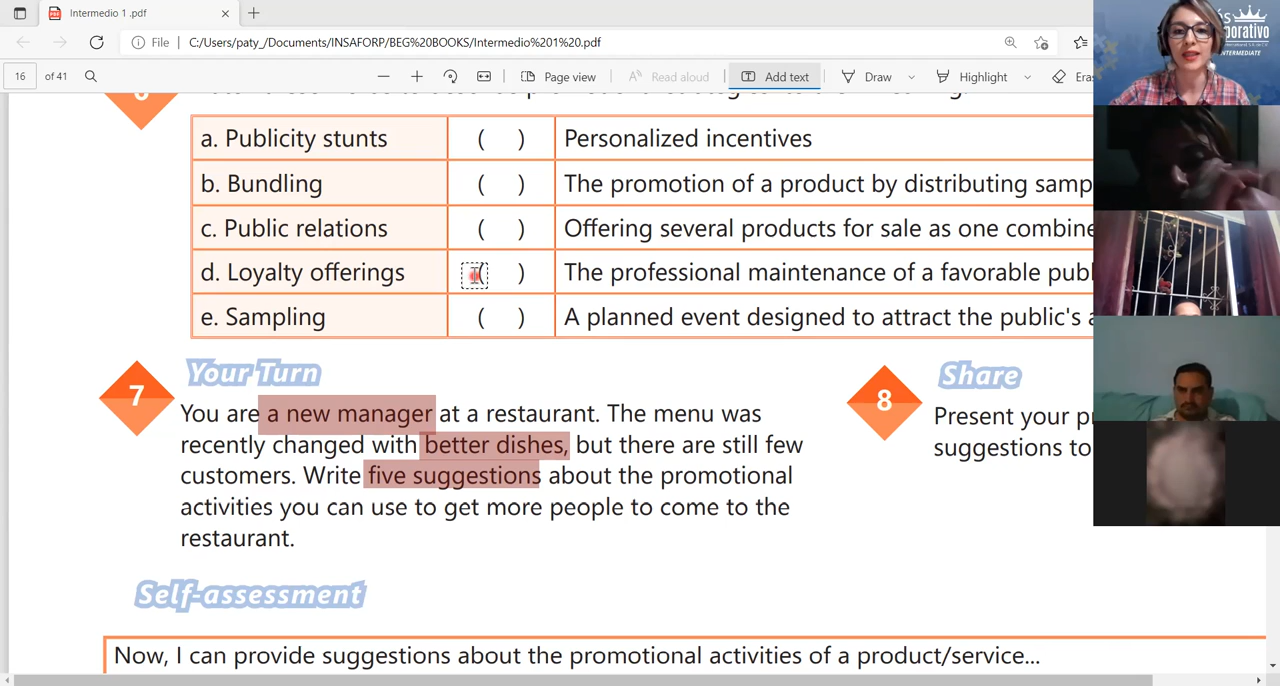 Intermedio 1 .pdf
File C:/Users/paty_/Documents/INSAFORP/BEG%20BOOKS/Intermedio%201%20.pdf
16 of 41 Page view Read aloud Add text Draw Highlight
a. Publicity stunts ( ) Personalized incentives
b. Bundling ( ) The promotion of a product by distributing
c. Public relations ( ) Offering several products for sale as one
d. Loyalty offerings ( ) The professional maintenance of a favorable
e. Sampling ( ) A planned event designed to attract the public's
7 Your Turn
You are a new manager at a restaurant. The menu was
recently changed with better dishes, but there are still few
customers. Write five suggestions about the promotional
activities you can use to get more people to come to the
restaurant.
8 Share
Present your
suggestions to
Self-assessment
Now, I can provide suggestions about the promotional activities of a product/service...
INTERMEDIATE